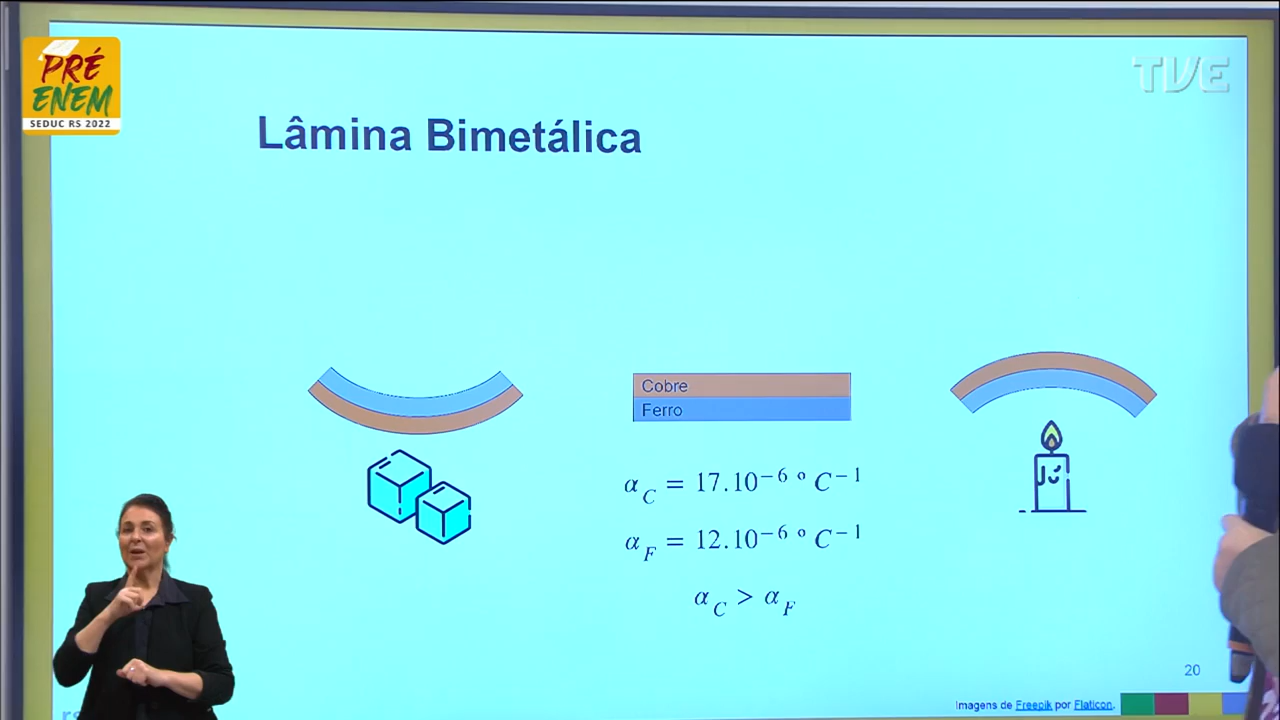 PRÉ
ENEM
SEDUC RS 2022
TVE
Lâmina Bimetálica
Cobre
Ferro
α_C = 17.10⁻⁶ º C⁻¹
α_F = 12.10⁻⁶ º C⁻¹
α_C > α_F
20
Imagens de Freepik por Flaticon.
rs